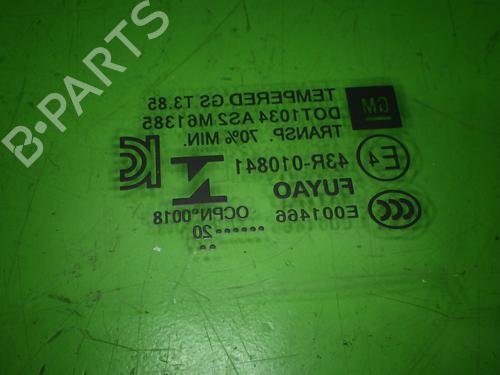 B-PARTS
GM
TEMPERED GS T3.85
DOT1034 AS2 M61385
TRANSP. 70% MIN.
E4
43R-010841
FUYAO
E001466
OCPN°0018
20